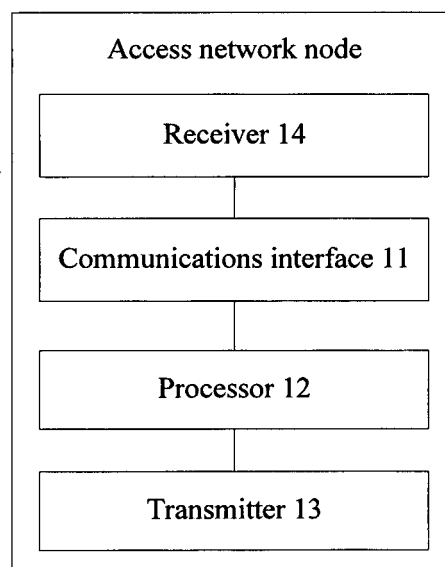 Access network node
Receiver 14
Communications interface 11
Processor 12
Transmitter 13